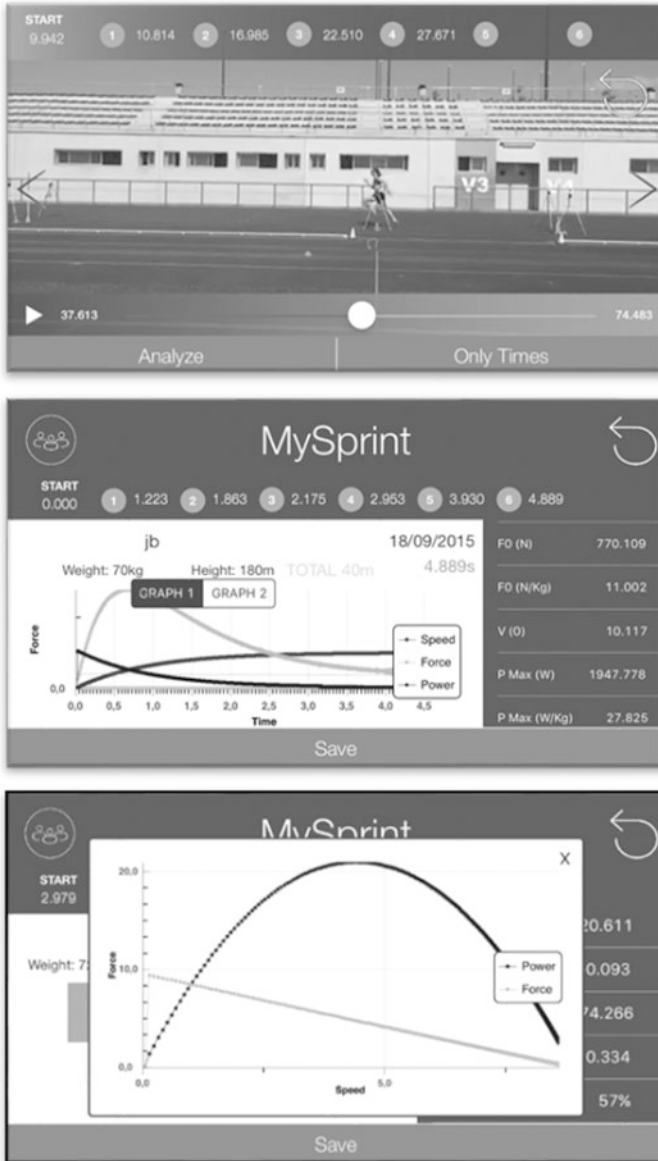 START
9.942 1 10.814 2 16.985 3 22.510 4 27.671 5 6
V3 V4
37.613 74.483
Analyze Only Times
MySprint
START
0.000 1 1.223 2 1.863 3 2.175 4 2.953 5 3.930 6 4.889
jb 18/09/2015
Weight: 70kg Height: 180m TOTAL 40m 4.889s
GRAPH 1 GRAPH 2
Force
Speed
Force
Power
0,0
0,0 0,5 1,0 1,5 2,0 2,5 3,0 3,5 4,0 4,5
Time
F0 (N) 770.109
F0 (N/Kg) 11.002
V (0) 10.117
P Max (W) 1947.778
P Max (W/Kg) 27.825
Save
MySprint
START
2.979
Weight: 7
X
20,0
10,0
0,0
Force
Power
Force
0,0 5,0
Speed
20.611
0.093
74.266
0.334
57%
Save